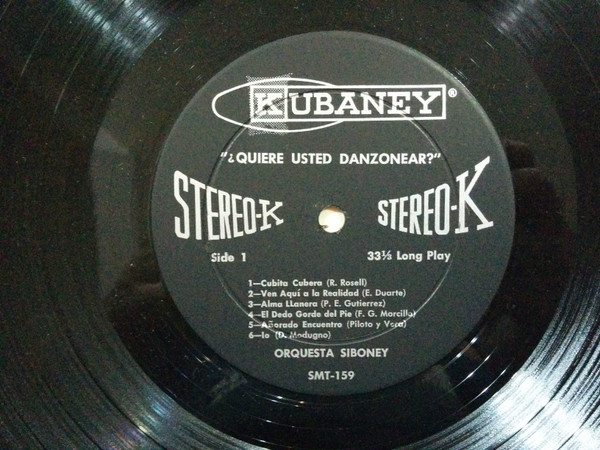 KUBANEY®
"¿QUIERE USTED DANZONEAR?"
STEREO-K STEREO-K
Side 1 33⅓ Long Play
1—Cubita Cubera (R. Rosell)
2—Ven Aquí a la Realidad (E. Duarte)
3—Alma LLanera (P. E. Gutierrez)
4—El Dedo Gordo del Pie (F. G. Morcillo)
5—Añorado Encuentro (Piloto y Vera)
6—Io (D. Modugno)
ORQUESTA SIBONEY
SMT-159